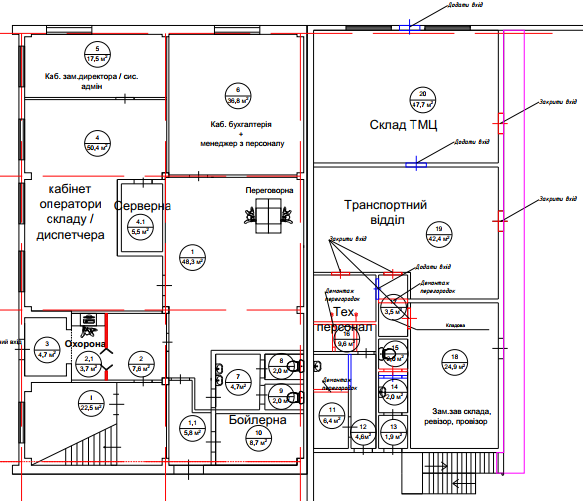 Додати вхід
5
17,5 м²
Каб. зам.директора / сис.
адмін
6
36,8 м²
Каб. бухгалтерія
+
менеджер з персоналу
20
47,7 м²
Склад ТМЦ
Закрити вхід
4
50,4 м²
Додати вхід
кабінет
оператори
складу /
диспетчера
Серверна
4.1
5,5 м²
Переговорна
Транспортний
відділ
Закрити вхід
19
42,4 м²
1
48,3 м²
Закрити вхід
Додати вхід
Демонтаж
перегородок
Демонтаж
перегородок
3,5 м²
Тех.
персонал
Кладова
16
9,6 м²
ий вхід
3
4,7 м²
Охорона
2,1
3,7 м²
2
7,6 м²
15
18
24,9 м²
7
4,7м²
8
2,0 м²
9
2,0 м²
Демонтаж
перегородок
14
2,0 м²
І
22,5 м²
1,1
5,8 м²
Бойлерна
10
8,7 м²
11
6,4 м²
12
4,6м²
13
1,9 м²
Зам.зав склада,
ревізор, провізор